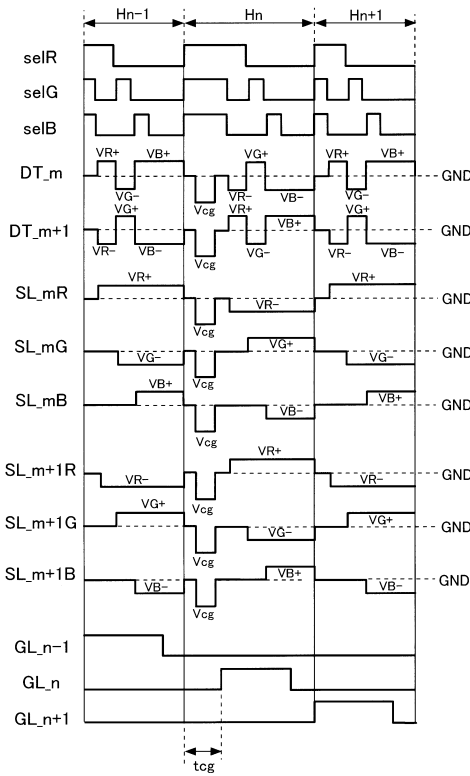 Hn−1 Hn Hn+1
selR
selG
selB
VR+ VB+ VG+ VR+ VB+
DT_m GND
VG− Vcg VR− VB− VG−
VG+ VR+ VB+ VG+
DT_m+1 GND
VR− VB− Vcg VG− VR− VB−
VR+ VR+
SL_mR GND
Vcg VR−
SL_mG VG+ GND
VG− Vcg VG−
SL_mB VB+ VB+ GND
Vcg VB−
VR+
SL_m+1R GND
VR− Vcg VR−
VG+ VG+
SL_m+1G GND
Vcg VG−
SL_m+1B VB+ GND
VB− Vcg VB−
GL_n−1
GL_n
GL_n+1
tcg